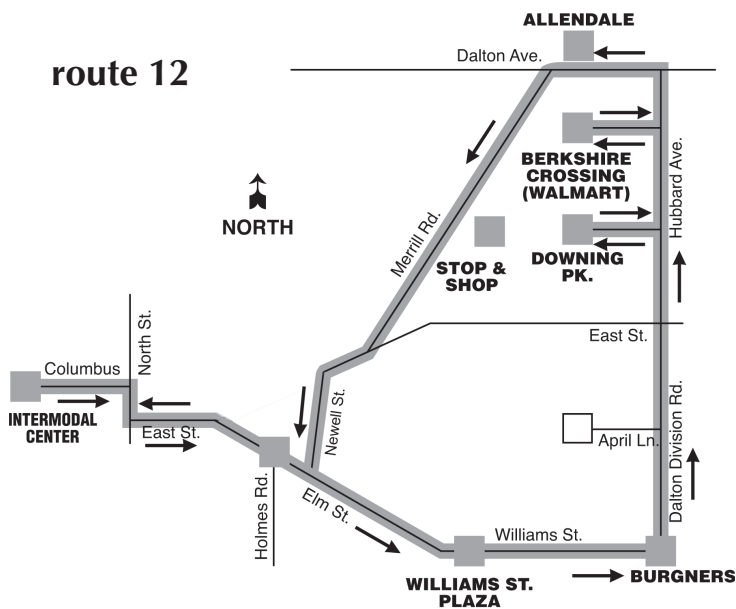 route 12
ALLENDALE
Dalton Ave.
BERKSHIRE
CROSSING
(WALMART)
Hubbard Ave.
NORTH
Merrill Rd.
STOP &
SHOP
DOWNING
PK.
East St.
North St.
Columbus
INTERMODAL
CENTER
East St.
Newell St.
April Ln.
Dalton Division Rd.
Holmes Rd.
Elm St.
Williams St.
WILLIAMS ST.
PLAZA
BURGNERS